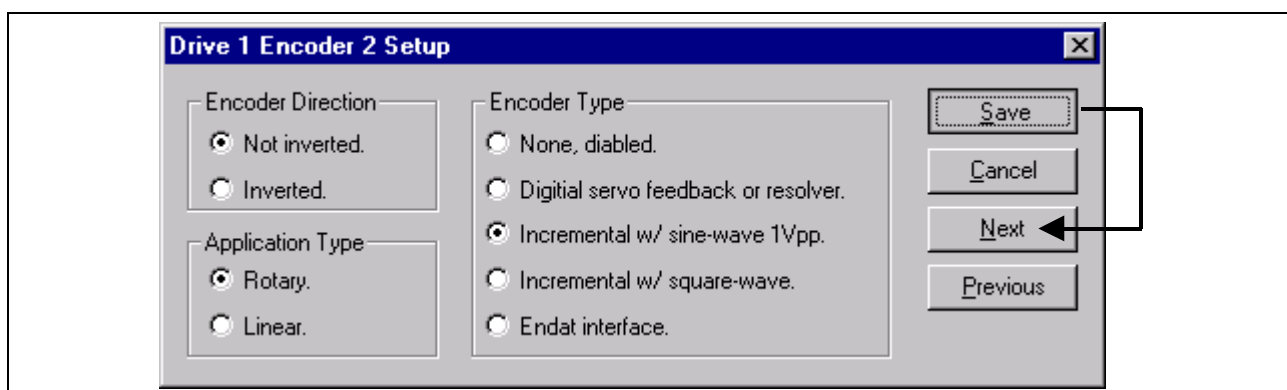 Drive 1 Encoder 2 Setup
Encoder Direction
Not inverted.
Inverted.
Application Type
Rotary.
Linear.
Encoder Type
None, diabled.
Digitial servo feedback or resolver.
Incremental w/ sine-wave 1Vpp.
Incremental w/ square-wave.
Endat interface.
Save
Cancel
Next
Previous